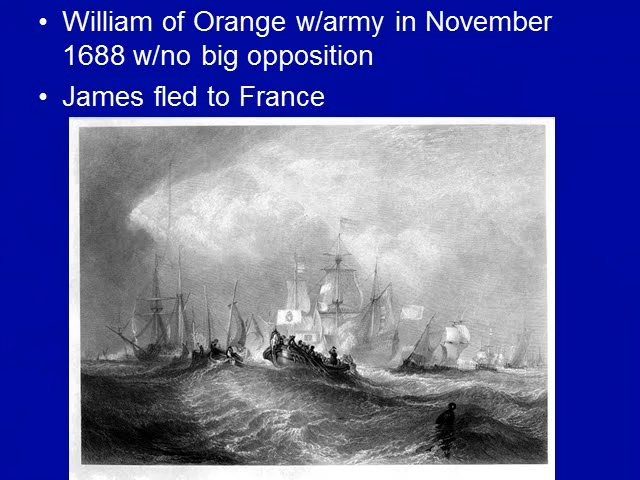 • William of Orange w/army in November
1688 w/no big opposition
• James fled to France